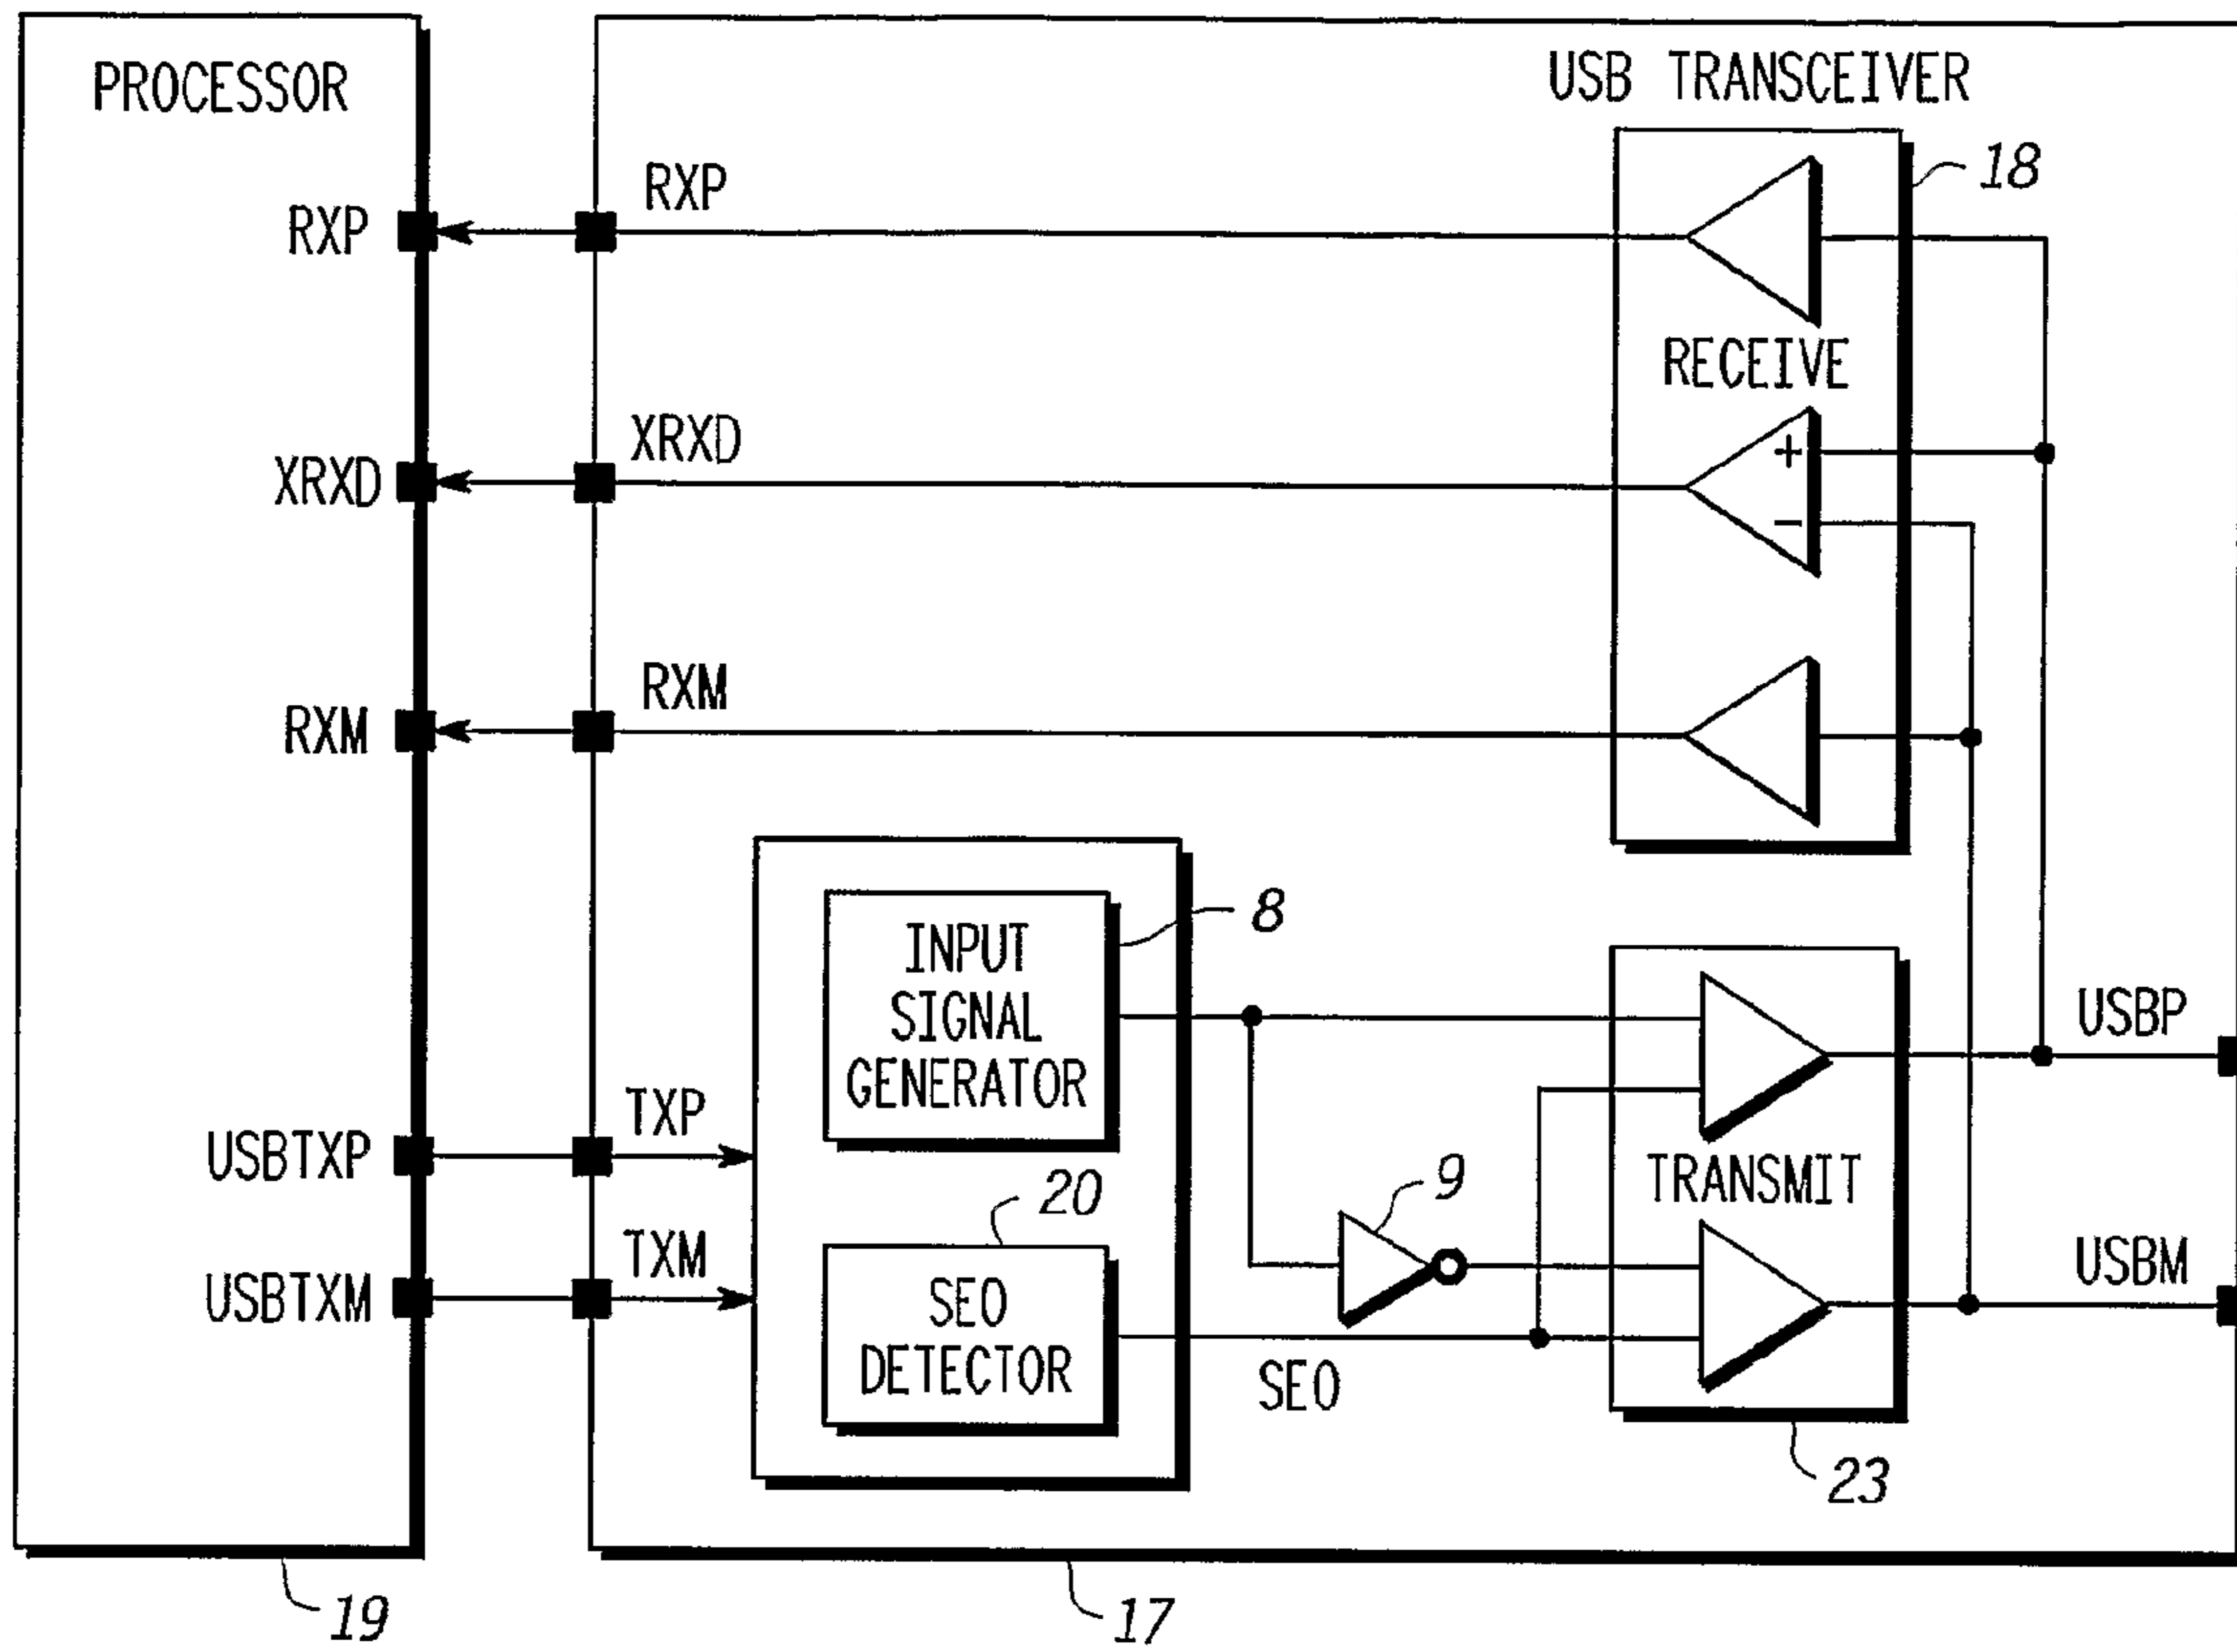 PROCESSOR
USB TRANSCEIVER
18
RXP
RXP
RECEIVE
XRXD
XRXD
+
−
RXM
RXM
8
INPUT
SIGNAL
GENERATOR
USBP
TXP
USBTXP
TRANSMIT
9
20
TXM
USBTXM
USBM
SEO
DETECTOR
SEO
23
19
17